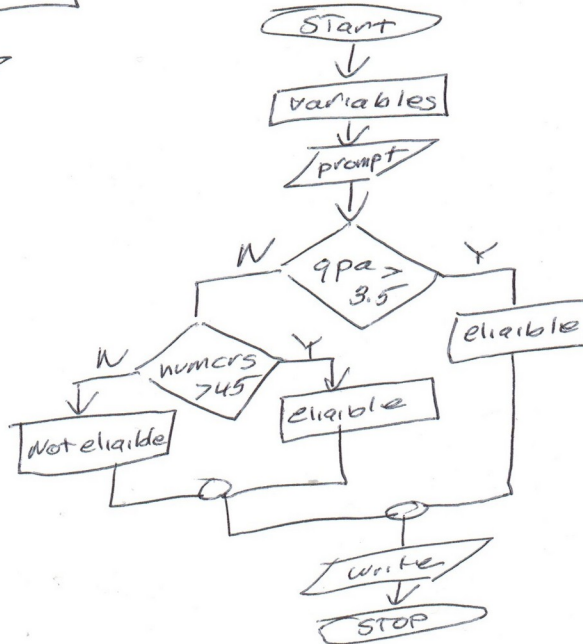 START
variables
prompt
N
gpa >
3.5
Y
eligible
N
numcrs
>45
Y
eligible
Not eligible
write
STOP